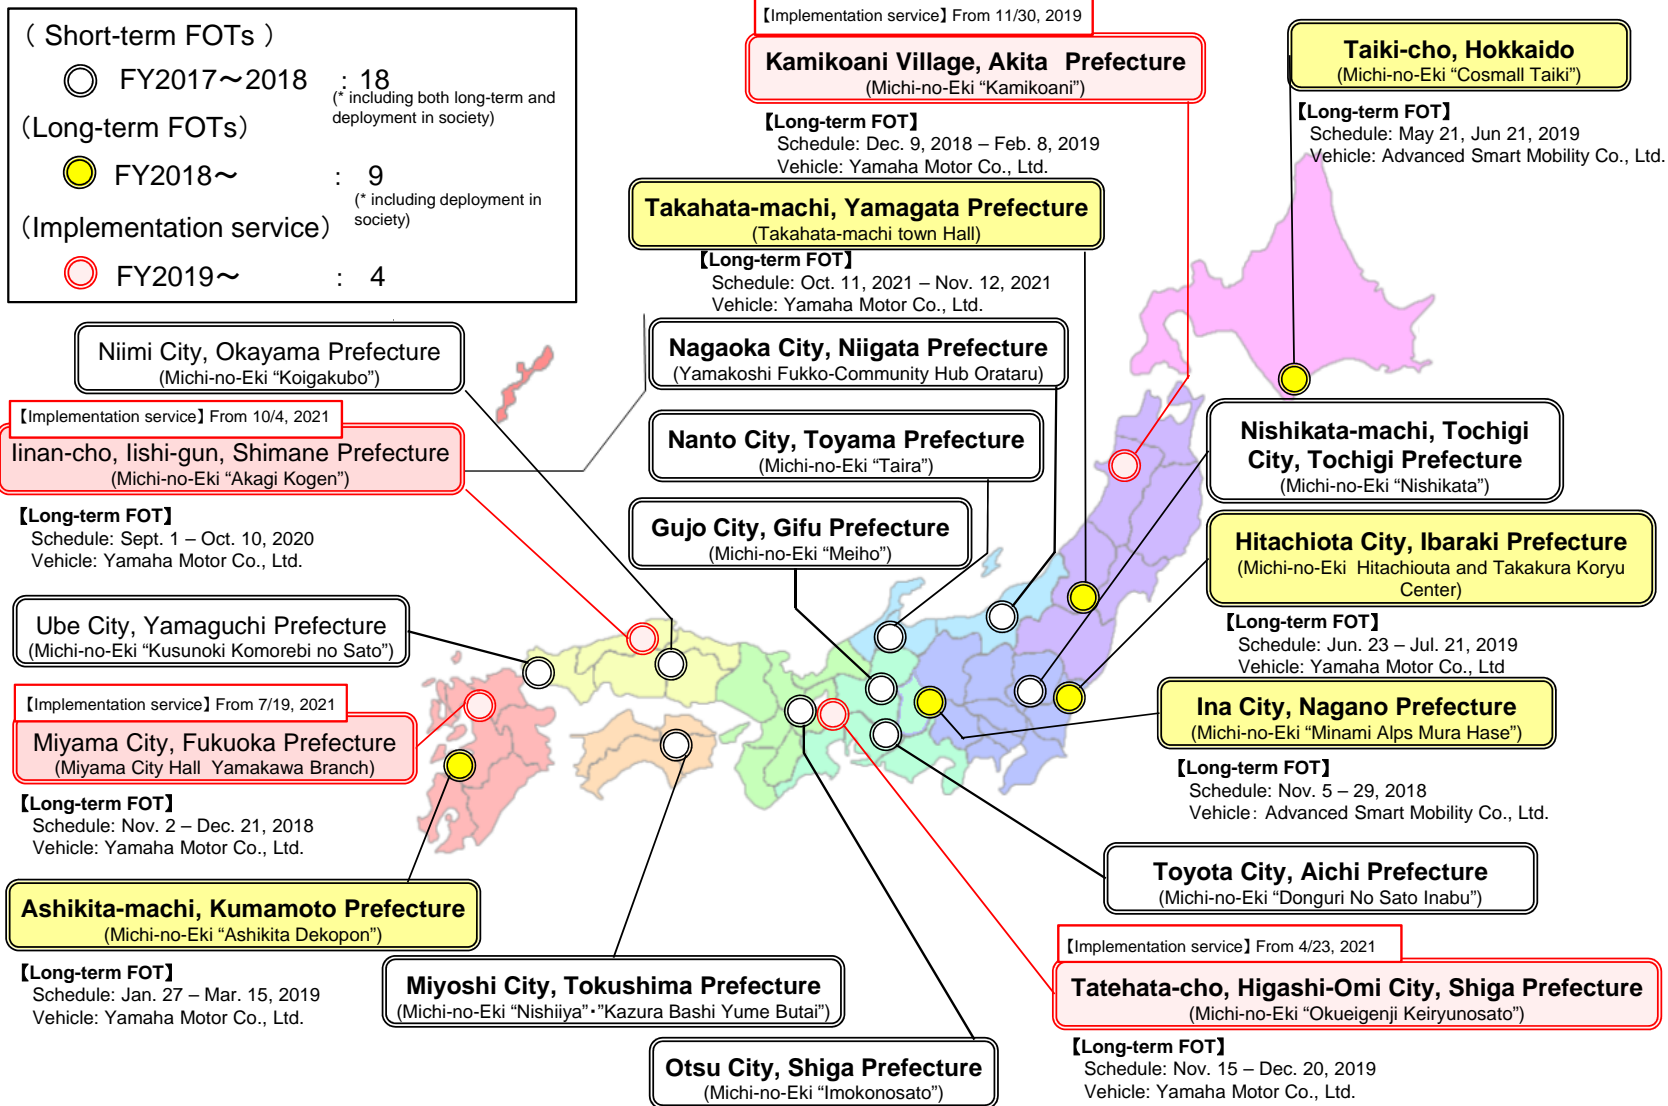 ( Short-term FOTs )
FY2017～2018 : 18
(* including both long-term and
deployment in society)
（Long-term FOTs）
FY2018～ : 9
(* including deployment in
society)
（Implementation service）
FY2019～ : 4
【Implementation service】 From 11/30, 2019
Kamikoani Village, Akita Prefecture
(Michi-no-Eki “Kamikoani”)
【Long-term FOT】
Schedule: Dec. 9, 2018 – Feb. 8, 2019
Vehicle: Yamaha Motor Co., Ltd.
Taiki-cho, Hokkaido
(Michi-no-Eki “Cosmall Taiki”)
【Long-term FOT】
Schedule: May 21, Jun 21, 2019
Vehicle: Advanced Smart Mobility Co., Ltd.
Takahata-machi, Yamagata Prefecture
(Takahata-machi town Hall)
【Long-term FOT】
Schedule: Oct. 11, 2021 – Nov. 12, 2021
Vehicle: Yamaha Motor Co., Ltd.
Niimi City, Okayama Prefecture
(Michi-no-Eki “Koigakubo”)
Nagaoka City, Niigata Prefecture
(Yamakoshi Fukko-Community Hub Orataru)
【Implementation service】 From 10/4, 2021
Iinan-cho, Iishi-gun, Shimane Prefecture
(Michi-no-Eki “Akagi Kogen”)
【Long-term FOT】
Schedule: Sept. 1 – Oct. 10, 2020
Vehicle: Yamaha Motor Co., Ltd.
Nanto City, Toyama Prefecture
(Michi-no-Eki “Taira”)
Nishikata-machi, Tochigi
City, Tochigi Prefecture
(Michi-no-Eki “Nishikata”)
Gujo City, Gifu Prefecture
(Michi-no-Eki “Meiho”)
Hitachiota City, Ibaraki Prefecture
(Michi-no-Eki Hitachiouta and Takakura Koryu
Center)
【Long-term FOT】
Schedule: Jun. 23 – Jul. 21, 2019
Vehicle: Yamaha Motor Co., Ltd
Ube City, Yamaguchi Prefecture
(Michi-no-Eki “Kusunoki Komorebi no Sato”)
【Implementation service】 From 7/19, 2021
Miyama City, Fukuoka Prefecture
(Miyama City Hall Yamakawa Branch)
【Long-term FOT】
Schedule: Nov. 2 – Dec. 21, 2018
Vehicle: Yamaha Motor Co., Ltd.
Ina City, Nagano Prefecture
(Michi-no-Eki “Minami Alps Mura Hase”)
【Long-term FOT】
Schedule: Nov. 5 – 29, 2018
Vehicle: Advanced Smart Mobility Co., Ltd.
Toyota City, Aichi Prefecture
(Michi-no-Eki “Donguri No Sato Inabu”)
Ashikita-machi, Kumamoto Prefecture
(Michi-no-Eki “Ashikita Dekopon”)
【Long-term FOT】
Schedule: Jan. 27 – Mar. 15, 2019
Vehicle: Yamaha Motor Co., Ltd.
Miyoshi City, Tokushima Prefecture
(Michi-no-Eki “Nishiiya”・”Kazura Bashi Yume Butai”)
【Implementation service】 From 4/23, 2021
Tatehata-cho, Higashi-Omi City, Shiga Prefecture
(Michi-no-Eki “Okueigenji Keiryunosato”)
【Long-term FOT】
Schedule: Nov. 15 – Dec. 20, 2019
Vehicle: Yamaha Motor Co., Ltd.
Otsu City, Shiga Prefecture
(Michi-no-Eki “Imokonosato”)